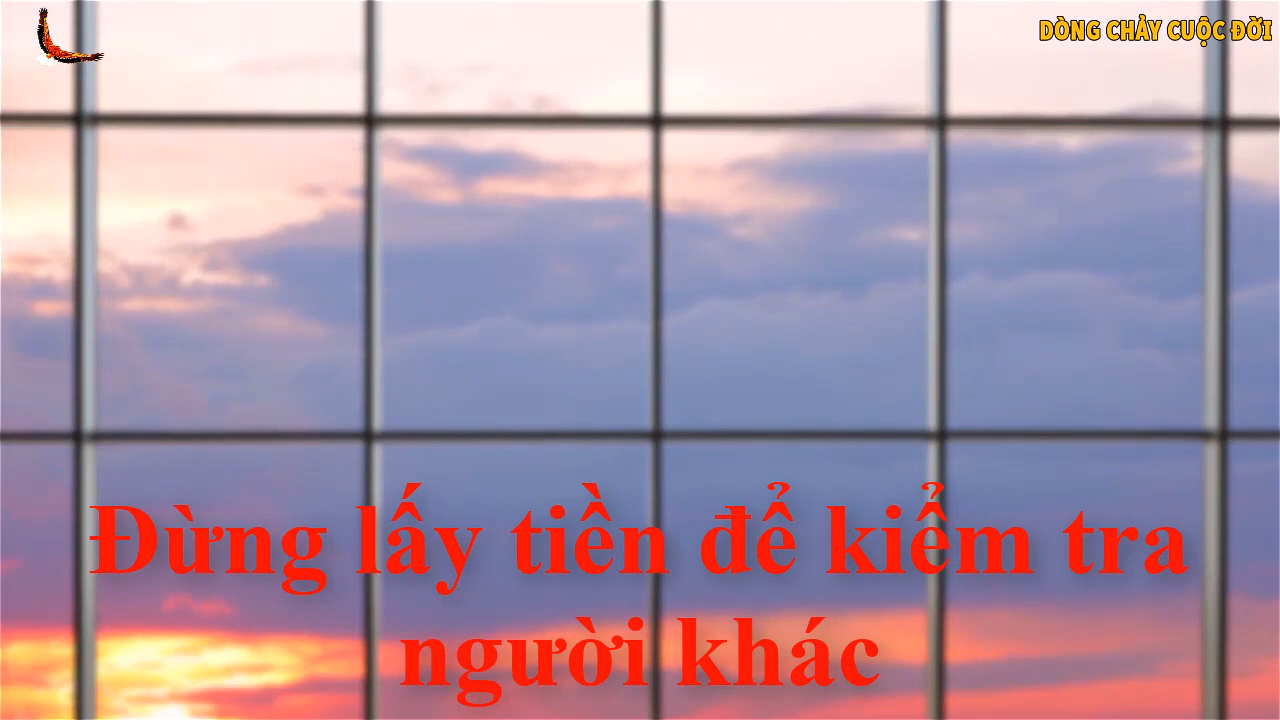 DÒNG CHẢY CUỘC ĐỜI
Đừng lấy tiền để kiểm tra
người khác